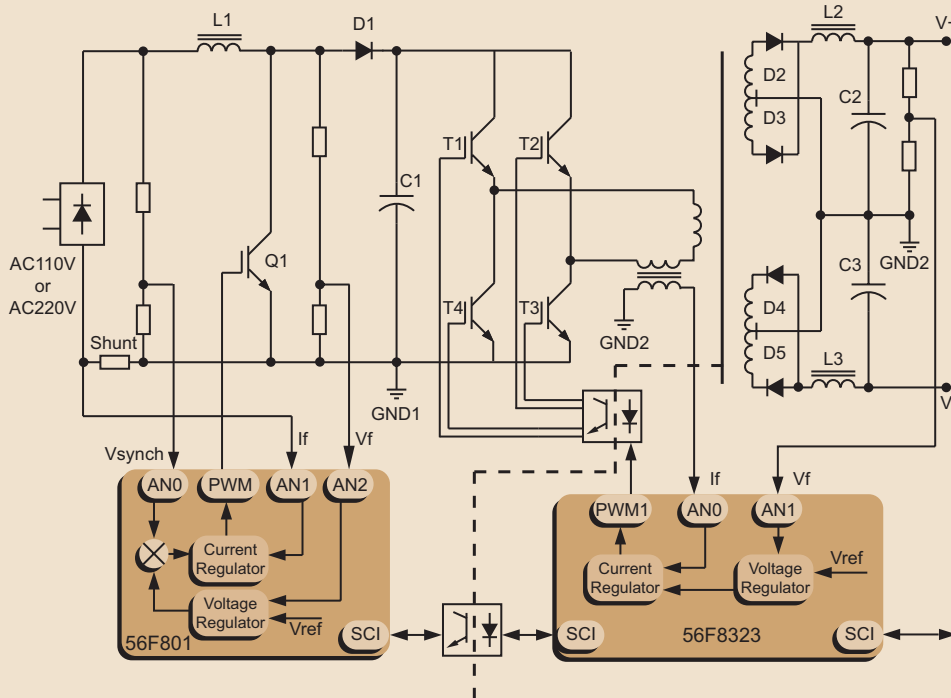 L1
D1
L2
V+
D2
D3
C2
T1
T2
C1
AC110V
or
AC220V
Q1
GND2
C3
T4
T3
D4
D5
GND2
Shunt
L3
V
GND1
Vsynch
If
Vf
If
Vf
AN0
PWM
AN1
AN2
PWM1
AN0
AN1
Current
Regulator
Voltage
Regulator
Vref
56F801
SCI
Current
Regulator
Voltage
Regulator
Vref
SCI
56F8323
SCI